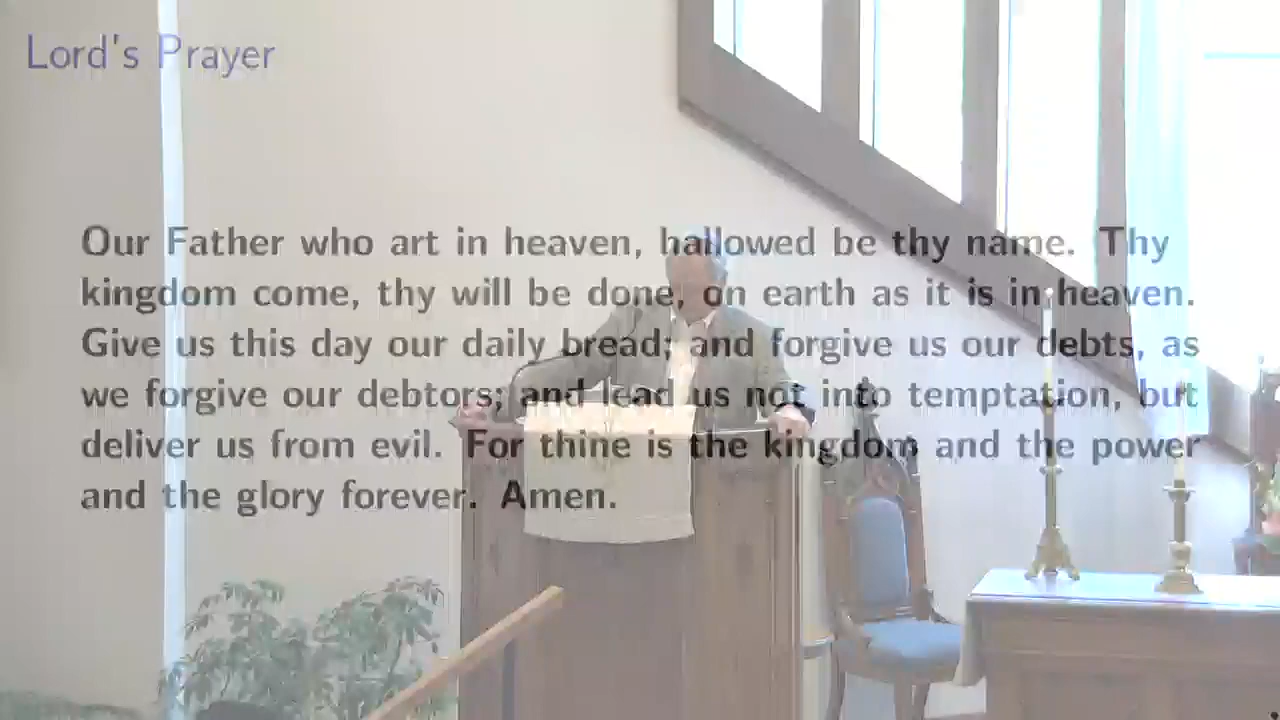 Lord's Prayer
Our Father who art in heaven, hallowed be thy name. Thy
kingdom come, thy will be done, on earth as it is in heaven.
Give us this day our daily bread; and forgive us our debts, as
we forgive our debtors; and lead us not into temptation, but
deliver us from evil. For thine is the kingdom and the power
and the glory forever. Amen.